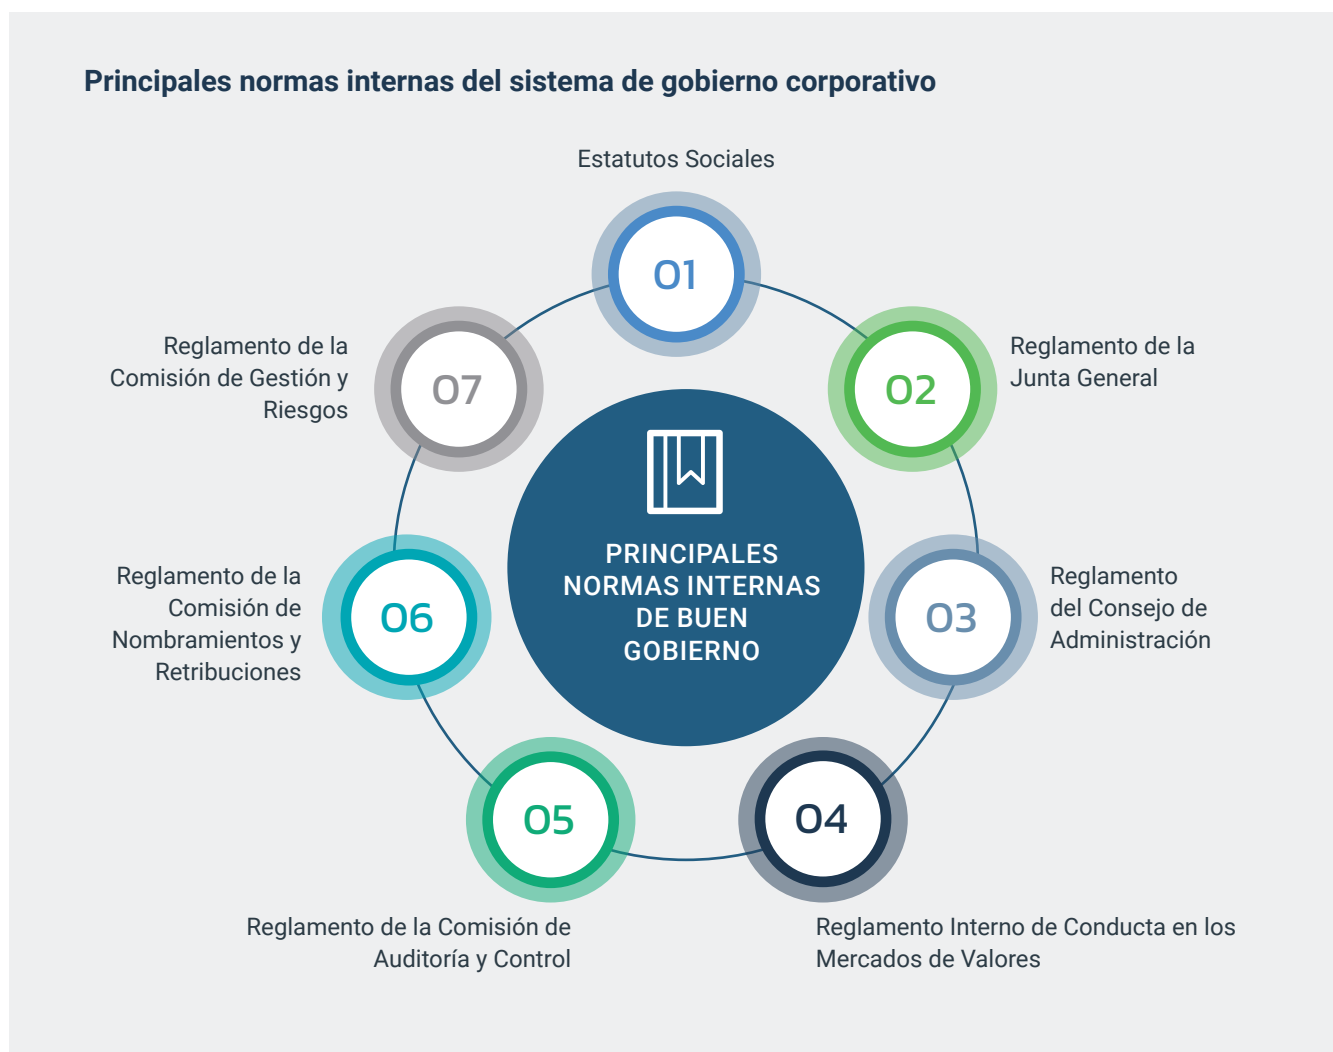 Principales normas internas del sistema de gobierno corporativo
Estatutos Sociales
01
02
Reglamento de la
Junta General
03
Reglamento
del Consejo de
Administración
04
Reglamento Interno de Conducta en los
Mercados de Valores
05
Reglamento de la Comisión de
Auditoría y Control
06
Reglamento de la
Comisión de
Nombramientos y
Retribuciones
07
Reglamento de la
Comisión de Gestión y
Riesgos
PRINCIPALES
NORMAS INTERNAS
DE BUEN
GOBIERNO